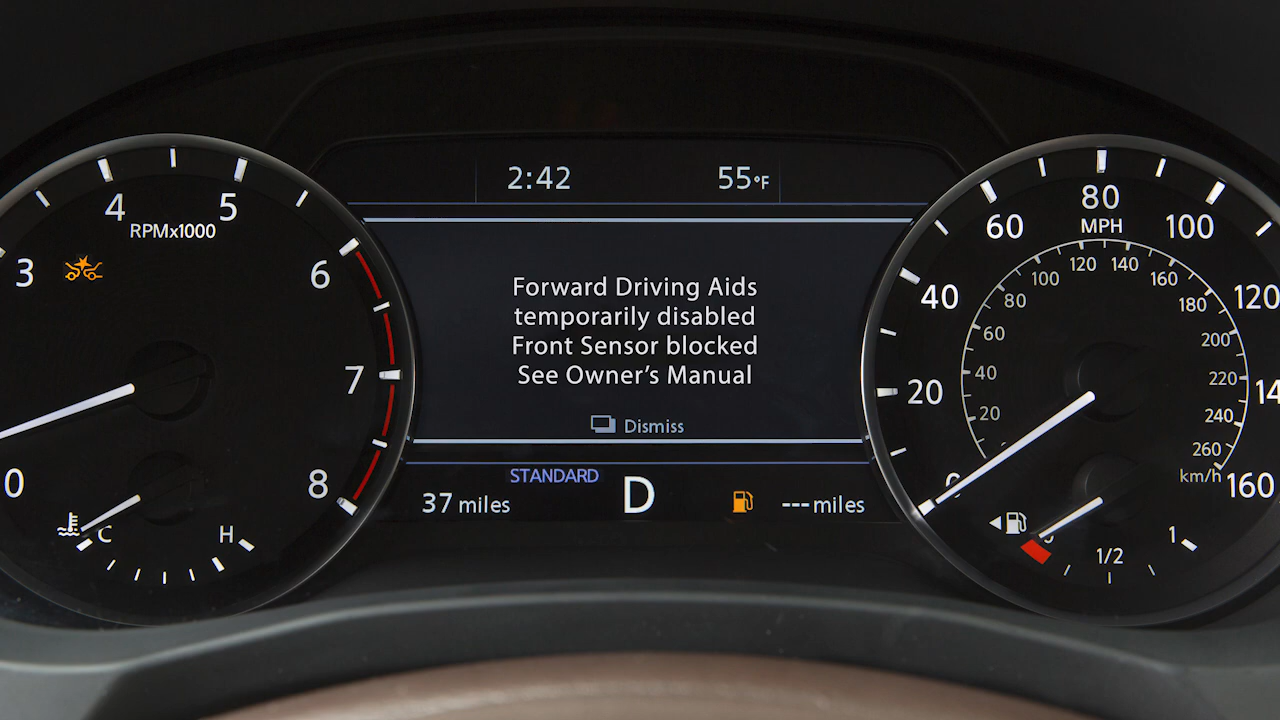 2:42
55°F
4
5
RPMx1000
3
6
7
0
8
C
H
Forward Driving Aids
temporarily disabled
Front Sensor blocked
See Owner's Manual
Dismiss
STANDARD
37 miles
D
--- miles
80
MPH
60
100
40
120
20
160
20
40
60
80
100
120
140
160
180
200
220
240
260
km/h
1/2
1